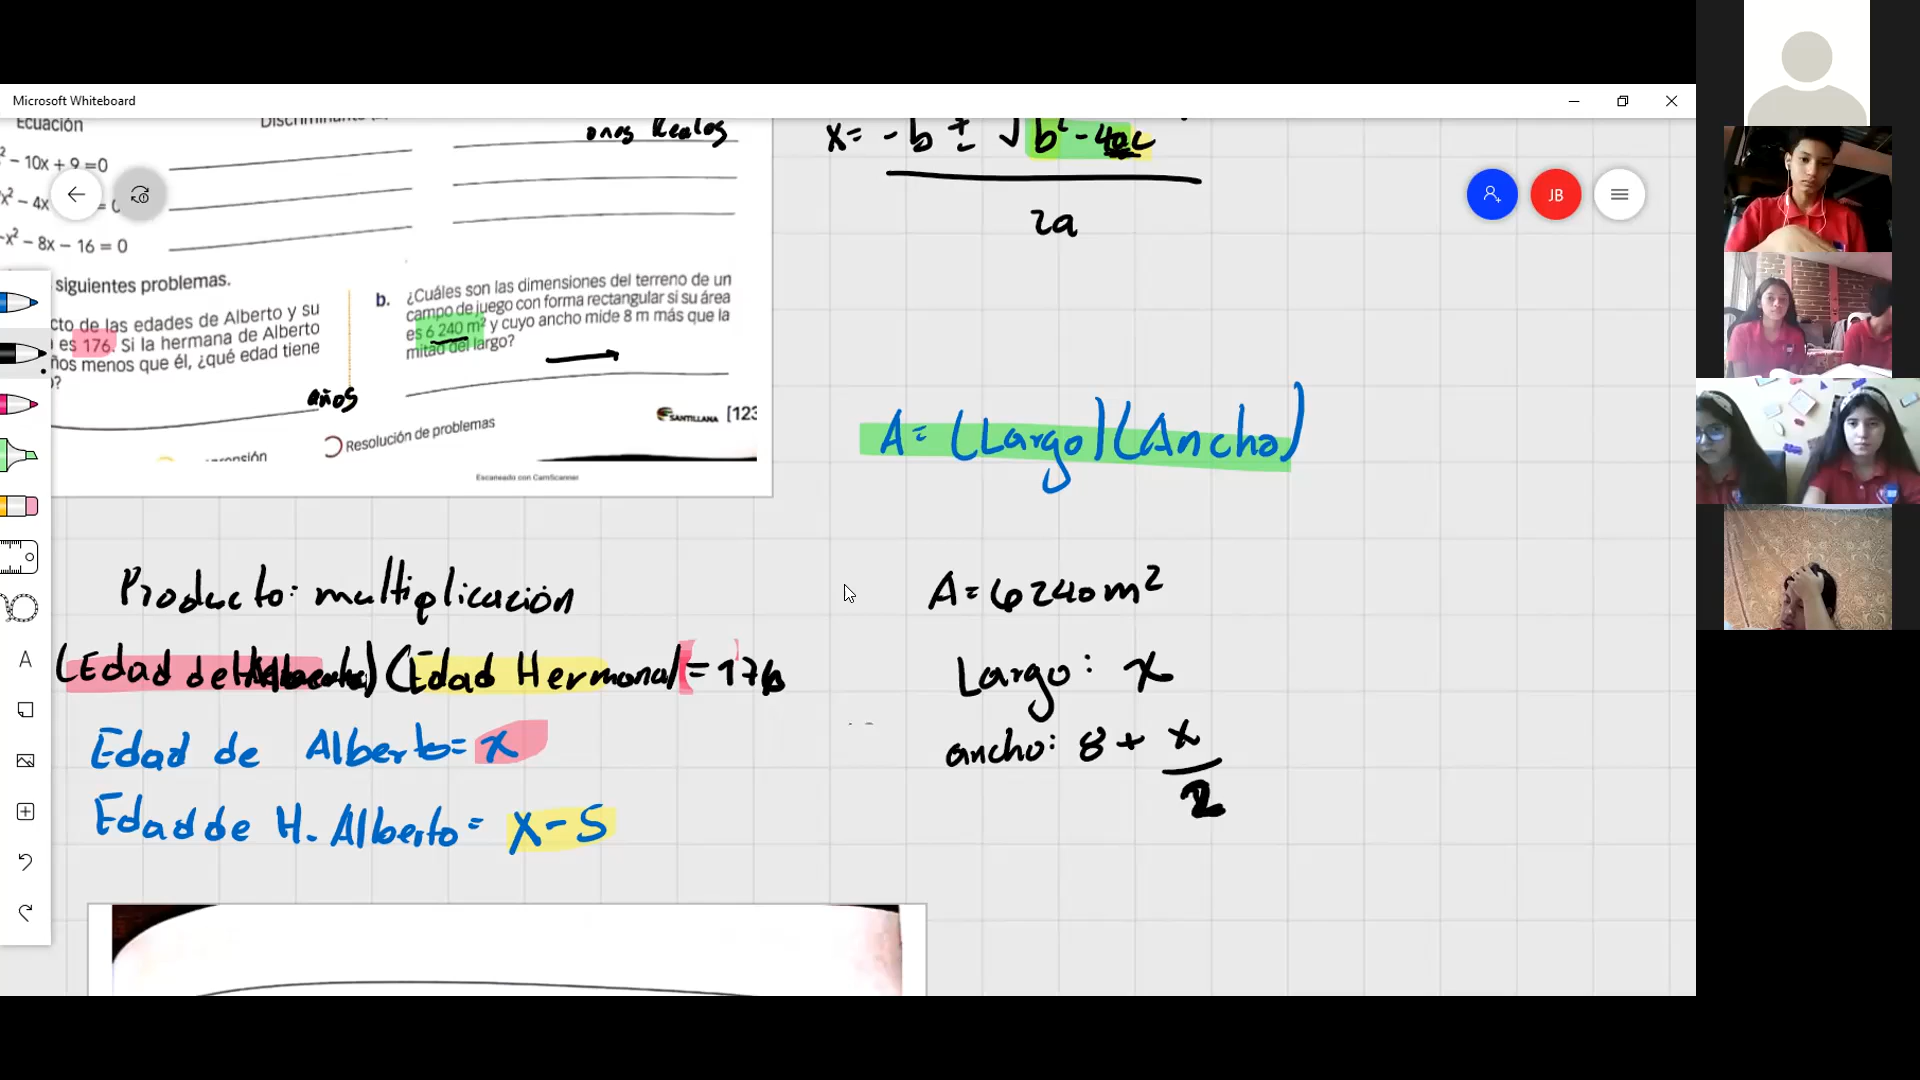 Microsoft Whiteboard
Ecuación
ones Reales
x= -b ± √b² - 4ac
2a
² – 10x + 9 =0
x² – 4x
-x² – 8x – 16 = 0
siguientes problemas.
cto de las edades de Alberto y su
es 176. Si la hermana de Alberto
ños menos que él, ¿qué edad tiene
o?
años
b. ¿Cuáles son las dimensiones del terreno de un
campo de juego con forma rectangular si su área
es 6 240 m² y cuyo ancho mide 8 m más que la
mitad del largo?
SANTILLANA [123
Resolución de problemas
ensión
Escaneado con CamScanner
JB
A= (Largo)(Ancho)
Producto: multiplicación
(Edad de Alberto) (Edad Hermana)=176
Edad de Alberto= x
Edad de H. Alberto= x-5
A= 6240m²
Largo: x
ancho: 8 + x
2
A